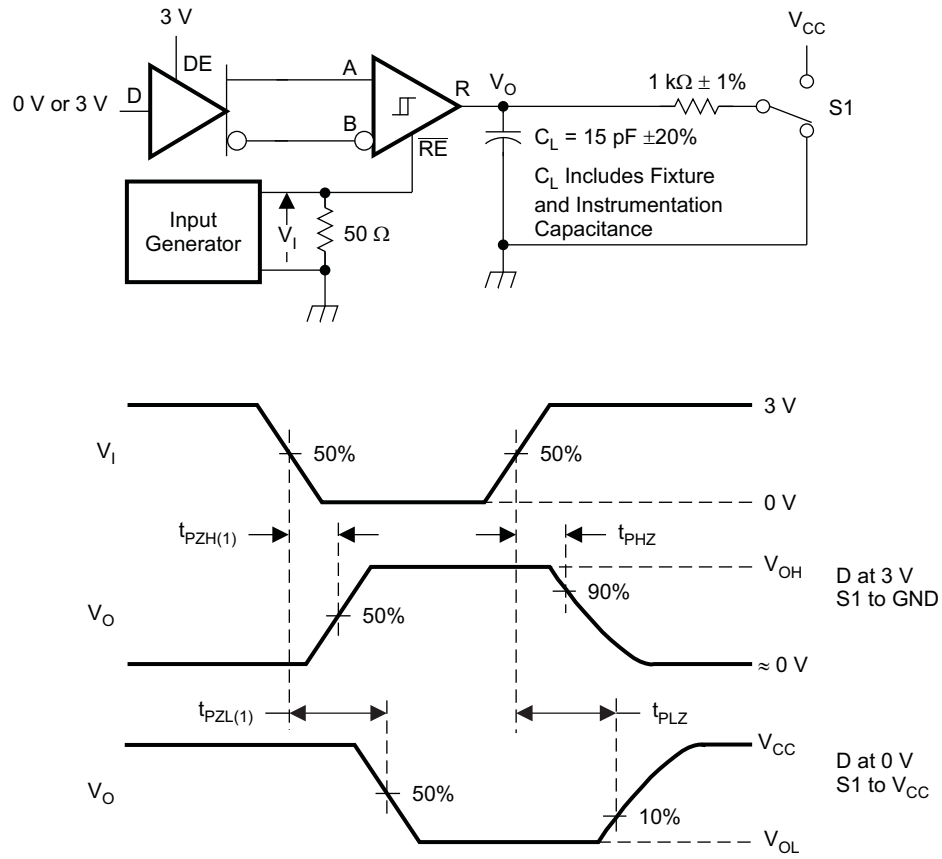 3 V
DE
D
0 V or 3 V
A
B
R
RE
V_O
1 kΩ ± 1%
V_CC
S1
C_L = 15 pF ±20%
C_L Includes Fixture
and Instrumentation
Capacitance
Input
Generator
V_I
50 Ω
V_I
50%
50%
3 V
0 V
t_PZH(1)
t_PHZ
V_O
50%
90%
V_OH
≈ 0 V
D at 3 V
S1 to GND
t_PZL(1)
t_PLZ
V_O
50%
10%
V_CC
V_OL
D at 0 V
S1 to V_CC